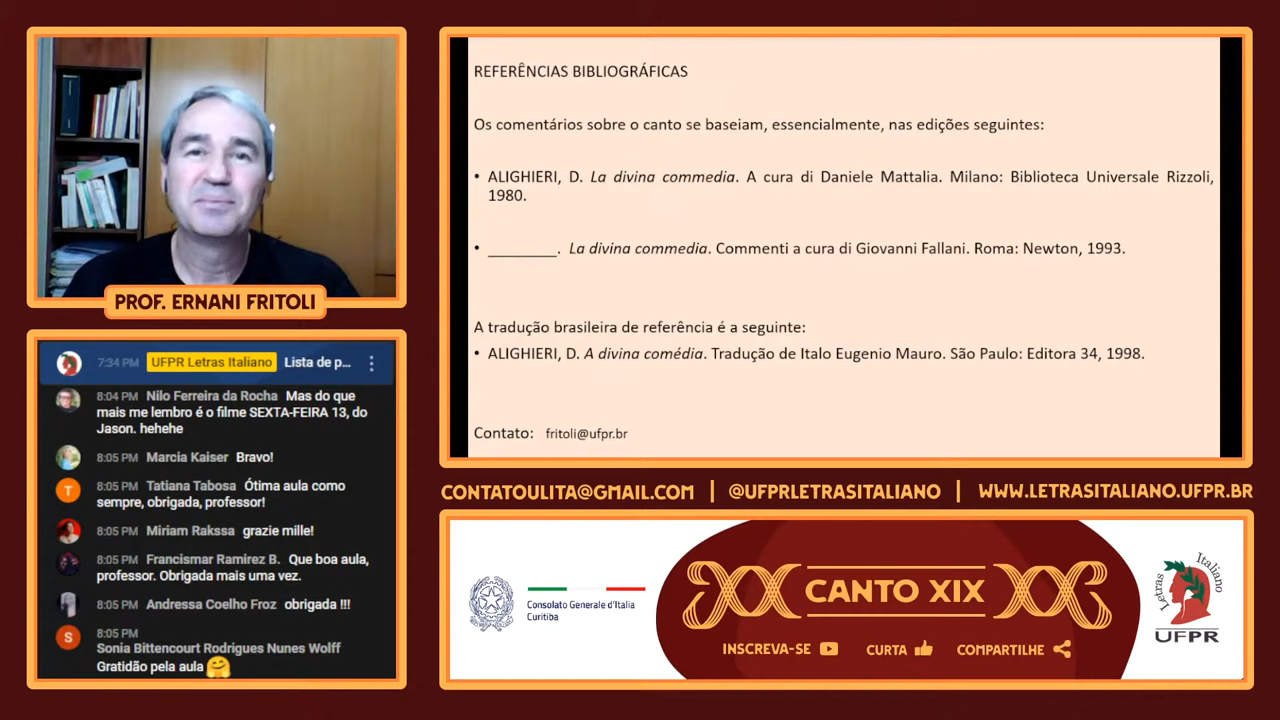 PROF. ERNANI FRITOLI
7:34 PM UFPR Letras Italiano Lista de p...
8:04 PM Nilo Ferreira da Rocha Mas do que
mais me lembro é o filme SEXTA-FEIRA 13, do
Jason. hehehe
8:05 PM Marcia Kaiser Bravo!
T
8:05 PM Tatiana Tabosa Ótima aula como
sempre, obrigada, professor!
8:05 PM Miriam Rakssa grazie mille!
8:05 PM Francismar Ramirez B. Que boa aula,
professor. Obrigada mais uma vez.
8:05 PM Andressa Coelho Froz obrigada !!!
S
8:05 PM
Sonia Bittencourt Rodrigues Nunes Wolff
Gratidão pela aula 🤗
REFERÊNCIAS BIBLIOGRÁFICAS
Os comentários sobre o canto se baseiam, essencialmente, nas edições seguintes:
• ALIGHIERI, D. La divina commedia. A cura di Daniele Mattalia. Milano: Biblioteca Universale Rizzoli,
1980.
• ________. La divina commedia. Commenti a cura di Giovanni Fallani. Roma: Newton, 1993.
A tradução brasileira de referência é a seguinte:
• ALIGHIERI, D. A divina comédia. Tradução de Italo Eugenio Mauro. São Paulo: Editora 34, 1998.
Contato: fritoli@ufpr.br
CONTATOULITA@GMAIL.COM | @UFPRLETRASITALIANO | WWW.LETRASITALIANO.UFPR.BR
Consolato Generale d'Italia
Curitiba
CANTO XIX
INSCREVA-SE CURTA COMPARTILHE
Letras Italiano
UFPR